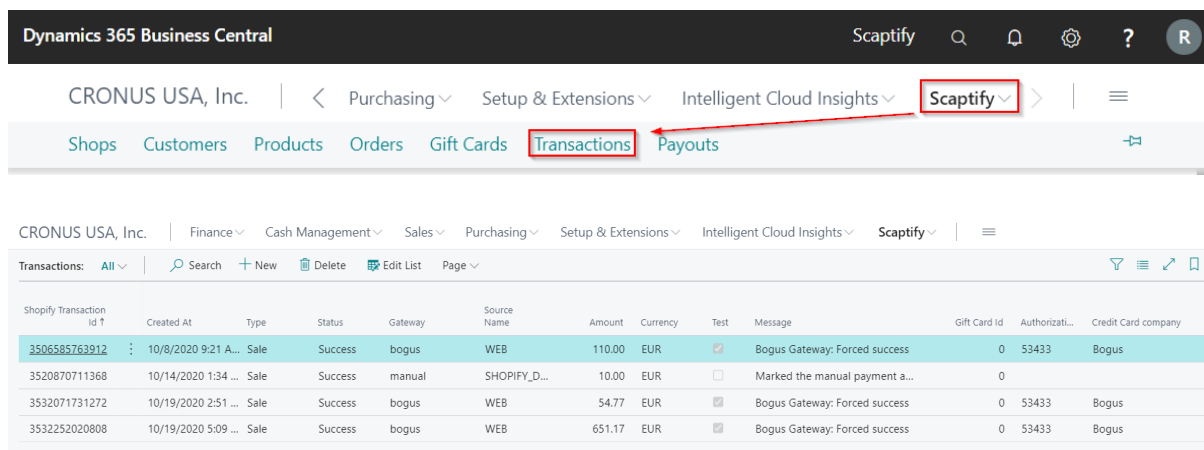 Dynamics 365 Business Central Scaptify ? R
CRONUS USA, Inc. Purchasing Setup & Extensions Intelligent Cloud Insights Scaptify
Shops Customers Products Orders Gift Cards Transactions Payouts
CRONUS USA, Inc. Finance Cash Management Sales Purchasing Setup & Extensions Intelligent Cloud Insights Scaptify
Transactions: All Search + New Delete Edit List Page
Shopify Transaction Id ↑ Created At Type Status Gateway Source Name Amount Currency Test Message Gift Card Id Authorizati... Credit Card company
3506585763912 10/8/2020 9:21 A... Sale Success bogus WEB 110.00 EUR Bogus Gateway: Forced success 0 53433 Bogus
3520870711368 10/14/2020 1:34 ... Sale Success manual SHOPIFY_D... 10.00 EUR Marked the manual payment a... 0
3532071731272 10/19/2020 2:51 ... Sale Success bogus WEB 54.77 EUR Bogus Gateway: Forced success 0 53433 Bogus
3532252020808 10/19/2020 5:09 ... Sale Success bogus WEB 651.17 EUR Bogus Gateway: Forced success 0 53433 Bogus